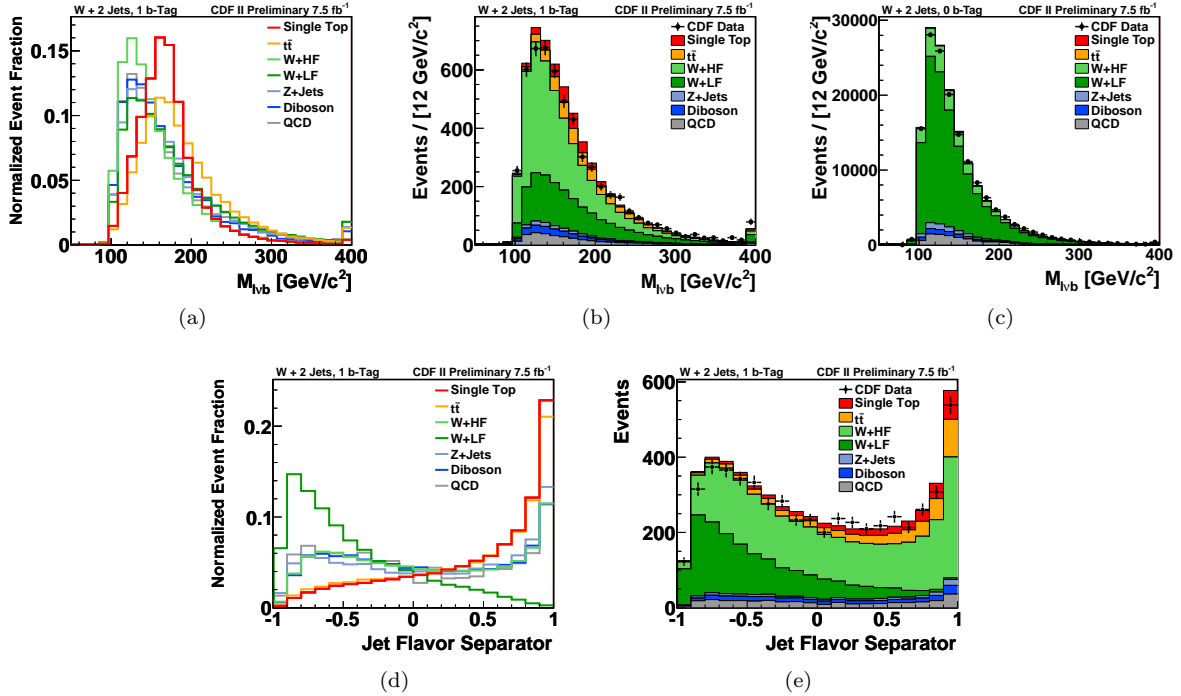 W + 2 Jets, 1 b-Tag CDF II Preliminary 7.5 fb⁻¹
Normalized Event Fraction
0.15
0.1
0.05
0
100 200 300 400
M_lνb [GeV/c²]
Single Top
tt̄
W+HF
W+LF
Z+Jets
Diboson
QCD
(a)
W + 2 Jets, 1 b-Tag CDF II Preliminary 7.5 fb⁻¹
Events / [12 GeV/c²]
600
400
200
0
100 200 300 400
M_lνb [GeV/c²]
CDF Data
Single Top
tt̄
W+HF
W+LF
Z+Jets
Diboson
QCD
(b)
W + 2 Jets, 0 b-Tag CDF II Preliminary 7.5 fb⁻¹
Events / [12 GeV/c²]
30000
20000
10000
0
100 200 300 400
M_lνb [GeV/c²]
CDF Data
Single Top
tt̄
W+HF
W+LF
Z+Jets
Diboson
QCD
(c)
W + 2 Jets, 1 b-Tag CDF II Preliminary 7.5 fb⁻¹
Normalized Event Fraction
0.2
0.1
0
-1 -0.5 0 0.5 1
Jet Flavor Separator
Single Top
tt̄
W+HF
W+LF
Z+Jets
Diboson
QCD
(d)
W + 2 Jets, 1 b-Tag CDF II Preliminary 7.5 fb⁻¹
Events
600
400
200
0
-1 -0.5 0 0.5 1
Jet Flavor Separator
CDF Data
Single Top
tt̄
W+HF
W+LF
Z+Jets
Diboson
QCD
(e)